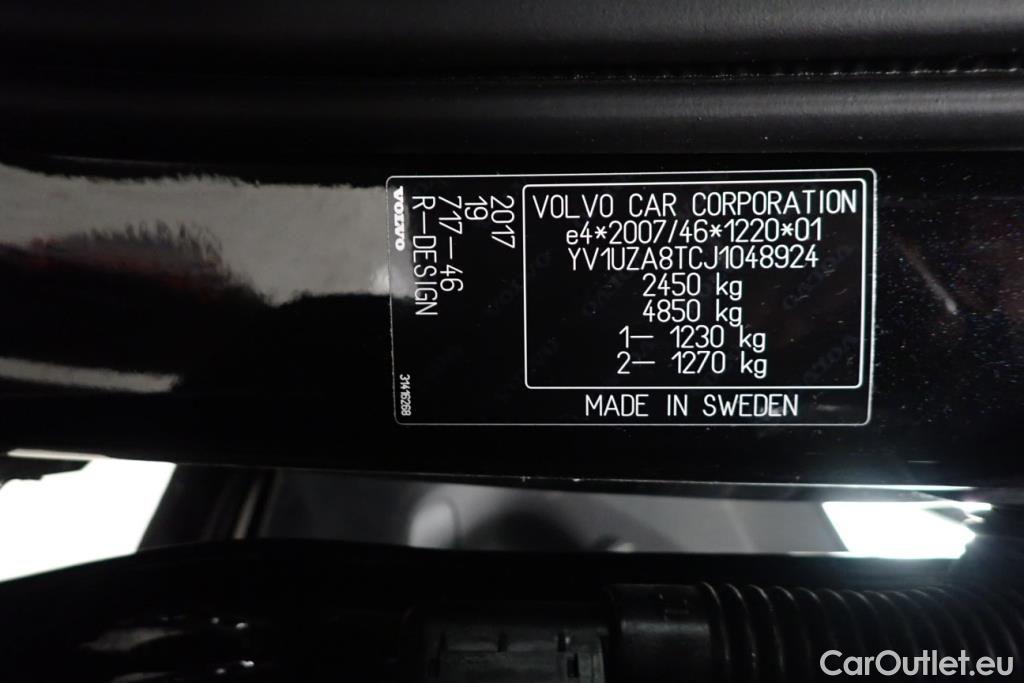 VOLVO CAR CORPORATION
e4*2007/46*1220*01
YV1UZA8TCJ1048924
2450 kg
4850 kg
1- 1230 kg
2- 1270 kg
MADE IN SWEDEN
2017
19
717-46
R-DESIGN
VOLVO
31416268
CarOutlet.eu